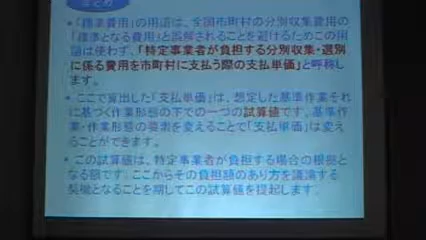 まとめ
・「標準費用」の用語は、全国市町村の分別収集費用の
「標準となる費用」と誤解されることを避けるためこの用
語は使わず、「特定事業者が負担する分別収集・選別
に係る費用を市町村に支払う際の支払単価」と呼称し
ます。
・ここで算出した「支払単価」は、想定した基準作業それ
に基づく作業形態の下での一つの試算値です。基準作
業・作業形態の要素を変えることで「支払単価」は変え
ることができます。
・この試算値は、特定事業者が負担する場合の根拠と
なる額です。ここからその負担額のあり方を議論する
契機となることを期してこの試算値を提起します。